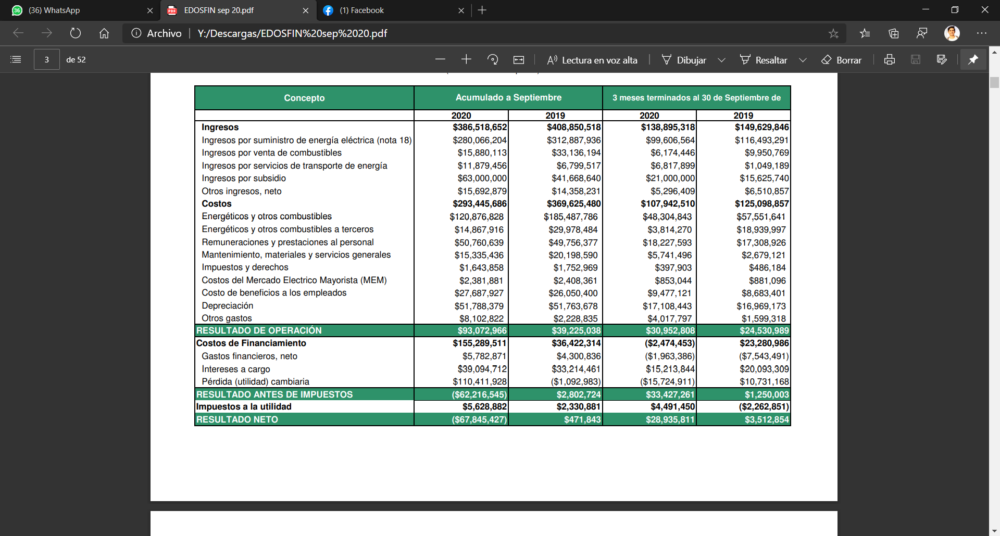 (36) WhatsApp
EDOSFIN sep 20.pdf
(1) Facebook
Archivo | Y:/Descargas/EDOSFIN%20sep%2020.pdf
3 de 52
Lectura en voz alta
Dibujar
Resaltar
Borrar
Concepto Acumulado a Septiembre 3 meses terminados al 30 de Septiembre de
2020 2019 2020 2019
Ingresos $386,518,652 $408,850,518 $138,895,318 $149,629,846
Ingresos por suministro de energía eléctrica (nota 18) $280,066,204 $312,887,936 $99,606,564 $116,493,291
Ingresos por venta de combustibles $15,880,113 $33,136,194 $6,174,446 $9,950,769
Ingresos por servicios de transporte de energía $11,879,456 $6,799,517 $6,817,899 $1,049,189
Ingresos por subsidio $63,000,000 $41,668,640 $21,000,000 $15,625,740
Otros ingresos, neto $15,692,879 $14,358,231 $5,296,409 $6,510,857
Costos $293,445,686 $369,625,480 $107,942,510 $125,098,857
Energéticos y otros combustibles $120,876,828 $185,487,786 $48,304,843 $57,551,641
Energéticos y otros combustibles a terceros $14,867,916 $29,978,484 $3,814,270 $18,939,997
Remuneraciones y prestaciones al personal $50,760,639 $49,756,377 $18,227,593 $17,308,926
Mantenimiento, materiales y servicios generales $15,335,436 $20,198,590 $5,741,496 $2,679,121
Impuestos y derechos $1,643,858 $1,752,969 $397,903 $486,184
Costos del Mercado Electrico Mayorista (MEM) $2,381,881 $2,408,361 $853,044 $881,096
Costo de beneficios a los empleados $27,687,927 $26,050,400 $9,477,121 $8,683,401
Depreciación $51,788,379 $51,763,678 $17,108,443 $16,969,173
Otros gastos $8,102,822 $2,228,835 $4,017,797 $1,599,318
RESULTADO DE OPERACIÓN $93,072,966 $39,225,038 $30,952,808 $24,530,989
Costos de Financiamiento $155,289,511 $36,422,314 ($2,474,453) $23,280,986
Gastos financieros, neto $5,782,871 $4,300,836 ($1,963,386) ($7,543,491)
Intereses a cargo $39,094,712 $33,214,461 $15,213,844 $20,093,309
Pérdida (utilidad) cambiaria $110,411,928 ($1,092,983) ($15,724,911) $10,731,168
RESULTADO ANTES DE IMPUESTOS ($62,216,545) $2,802,724 $33,427,261 $1,250,003
Impuestos a la utilidad $5,628,882 $2,330,881 $4,491,450 ($2,262,851)
RESULTADO NETO ($67,845,427) $471,843 $28,935,811 $3,512,854